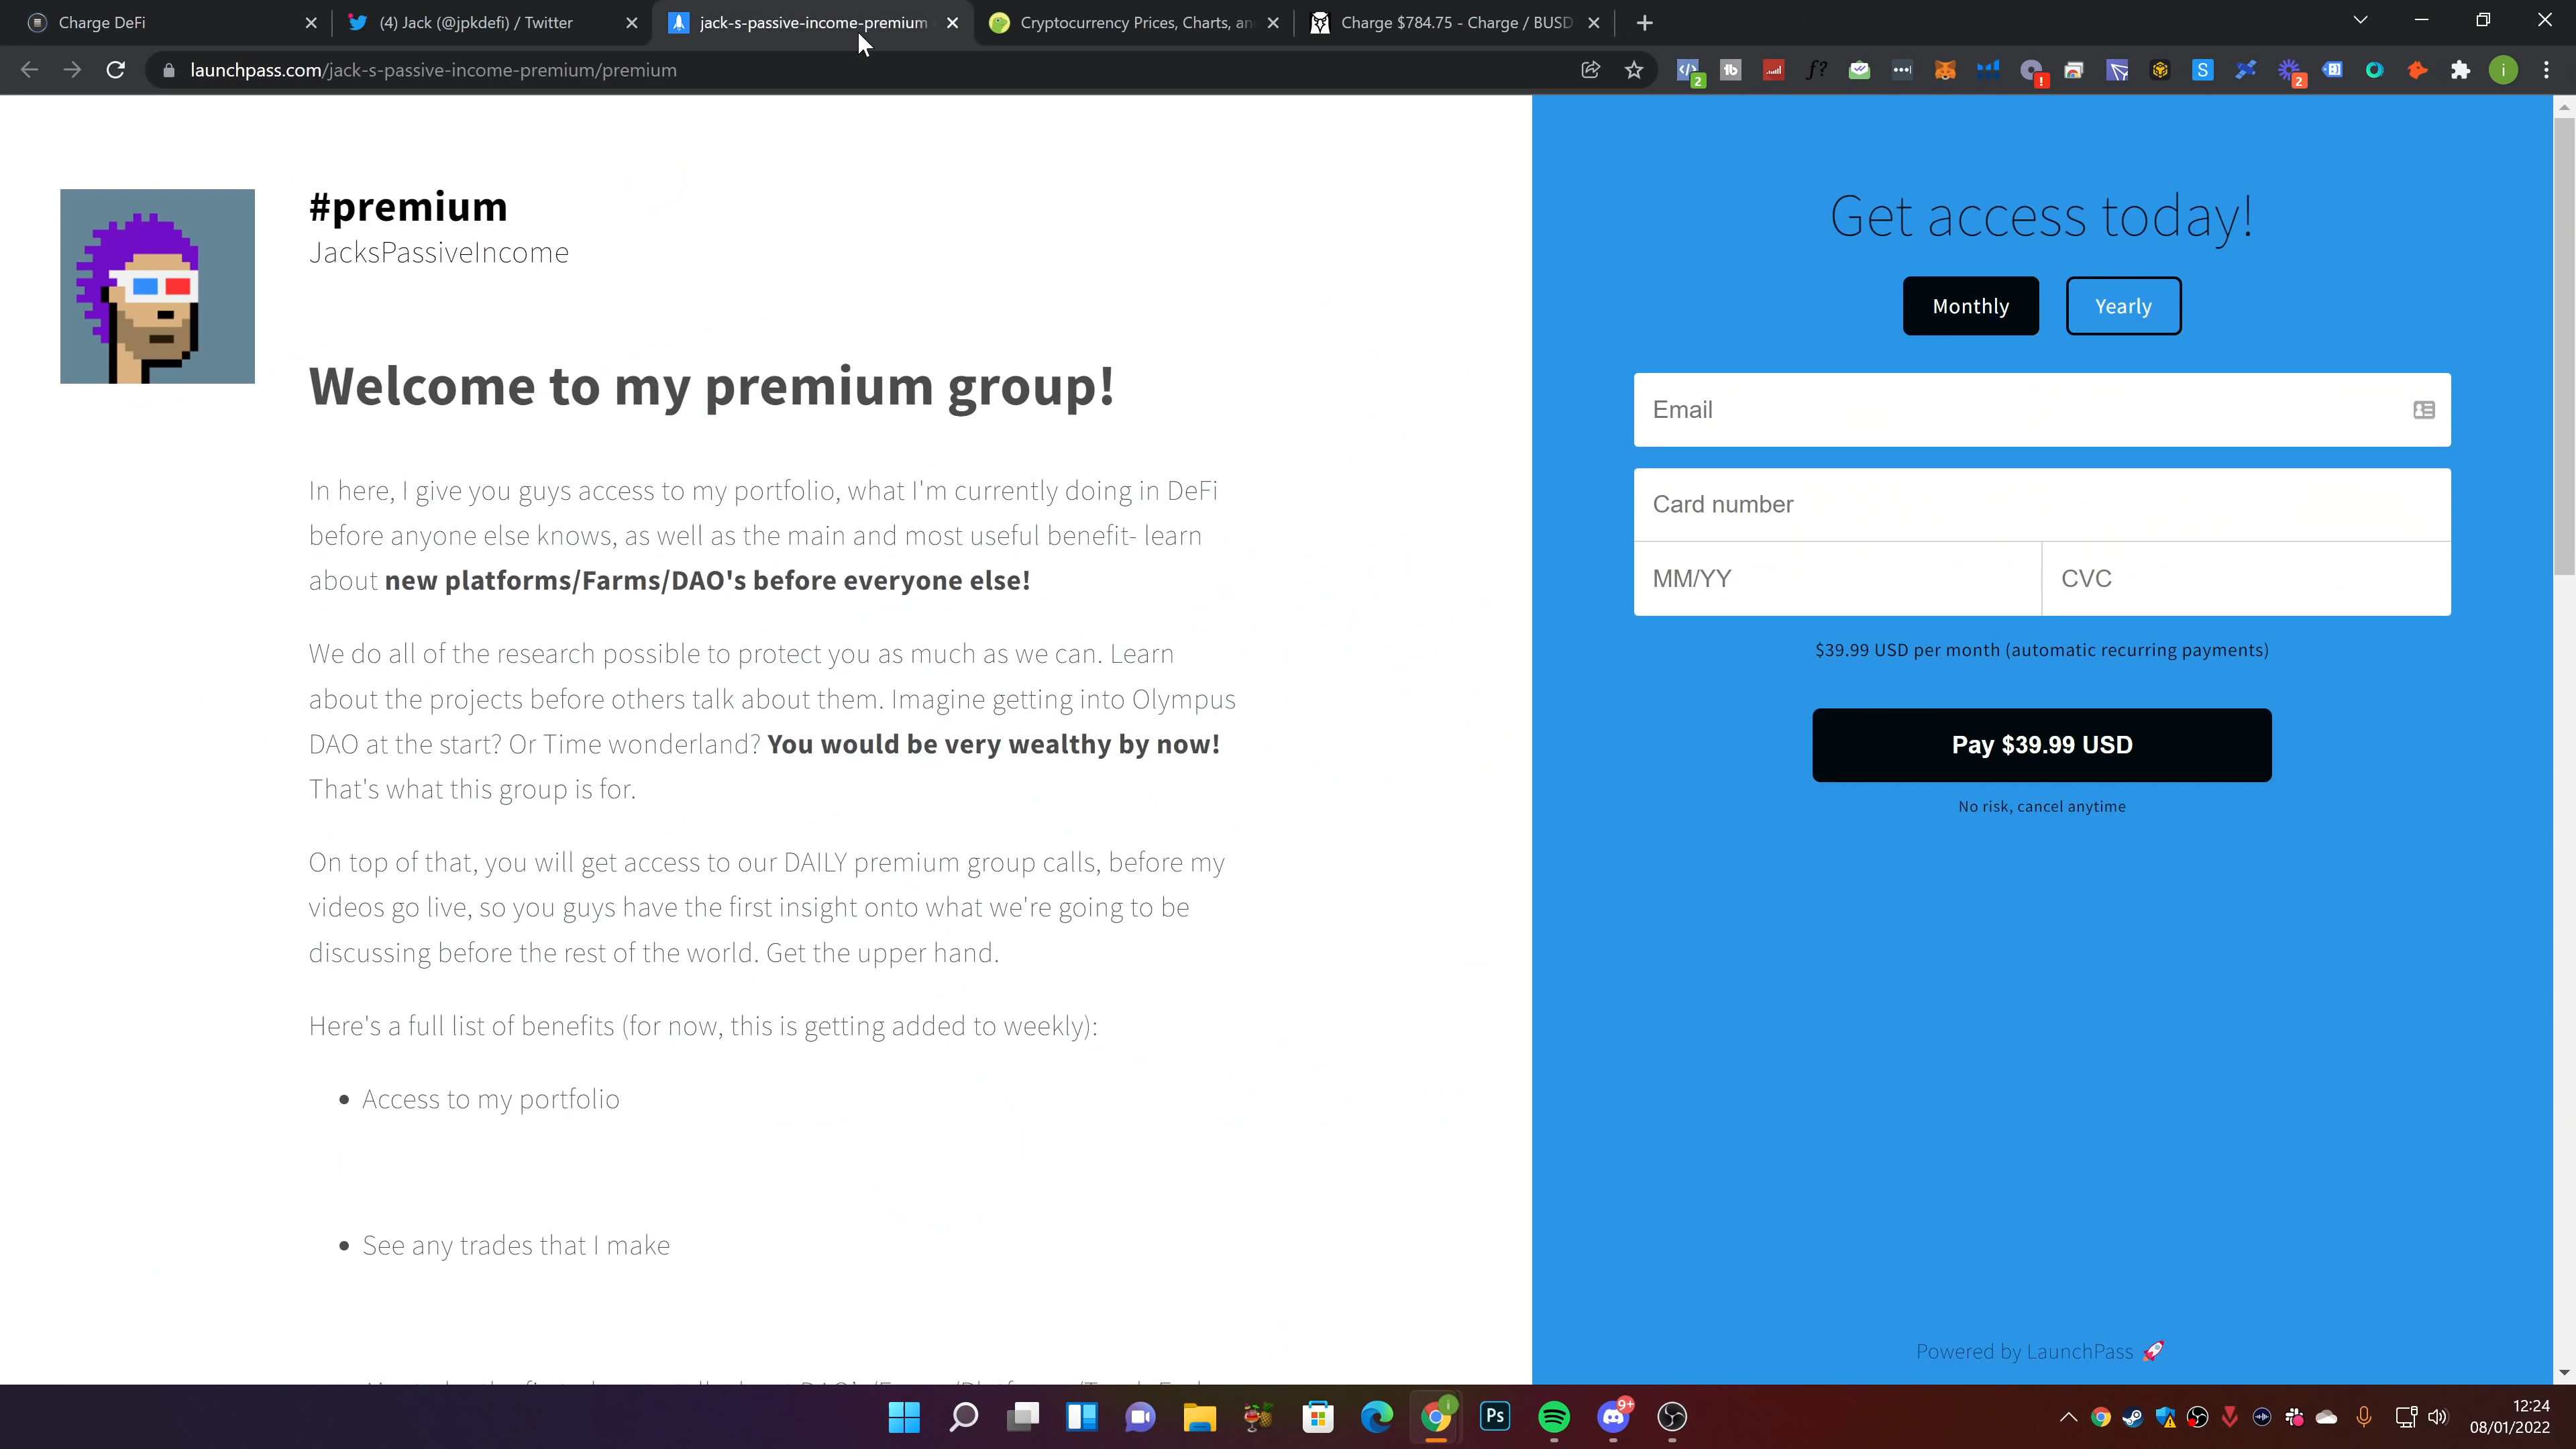 Charge DeFi
(4) Jack (@jpkdefi) / Twitter
jack-s-passive-income-premium
Cryptocurrency Prices, Charts, an
Charge $784.75 - Charge / BUSD
launchpass.com/jack-s-passive-income-premium/premium
#premium
JacksPassiveIncome
Welcome to my premium group!
In here, I give you guys access to my portfolio, what I'm currently doing in DeFi
before anyone else knows, as well as the main and most useful benefit- learn
about new platforms/Farms/DAO's before everyone else!
We do all of the research possible to protect you as much as we can. Learn
about the projects before others talk about them. Imagine getting into Olympus
DAO at the start? Or Time wonderland? You would be very wealthy by now!
That's what this group is for.
On top of that, you will get access to our DAILY premium group calls, before my
videos go live, so you guys have the first insight onto what we're going to be
discussing before the rest of the world. Get the upper hand.
Here's a full list of benefits (for now, this is getting added to weekly):
• Access to my portfolio
• See any trades that I make
Get access today!
Monthly
Yearly
Email
Card number
MM/YY
CVC
$39.99 USD per month (automatic recurring payments)
Pay $39.99 USD
No risk, cancel anytime
Powered by LaunchPass 🚀
Ps
9+
12:24
08/01/2022